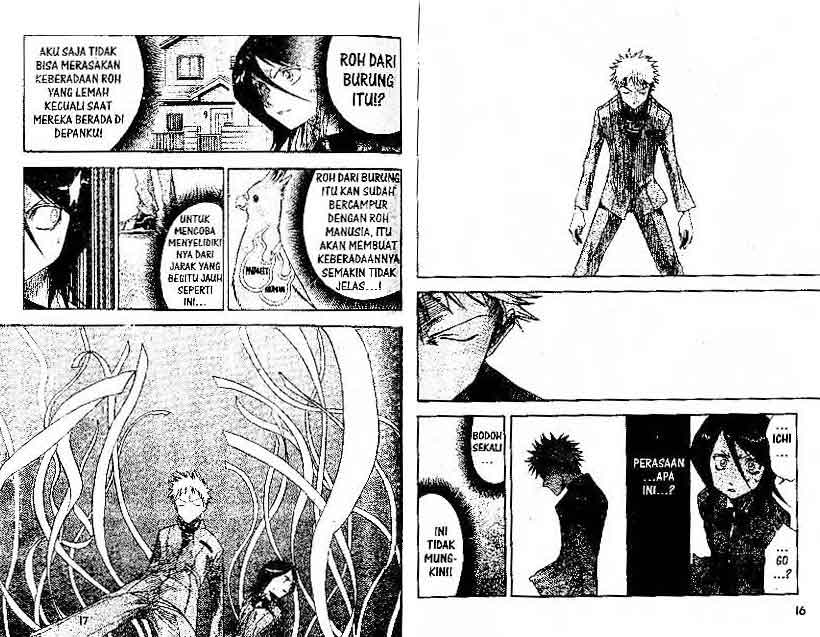 ...
ICHI
...
...
GO
...?
PERASAAN
...APA
INI...?
BODOH
SEKALI
...
INI
TIDAK
MUNG-
KIN!!
16
ROH DARI
BURUNG
ITU!?
AKU SAJA TIDAK
BISA MERASAKAN
KEBERADAAN ROH
YANG LEMAH
KECUALI SAAT
MEREKA BERADA DI
DEPANKU!
ROH DARI BURUNG
ITU KAN SUDAH
BERCAMPUR
DENGAN ROH
MANUSIA, ITU
AKAN MEMBUAT
KEBERADAANNYA
SEMAKIN TIDAK
JELAS...!
HUMAN
UNTUK
MENCOBA
MENYELIDIKI
NYA DARI
JARAK YANG
BEGITU JAUH
SEPERTI
INI...
17